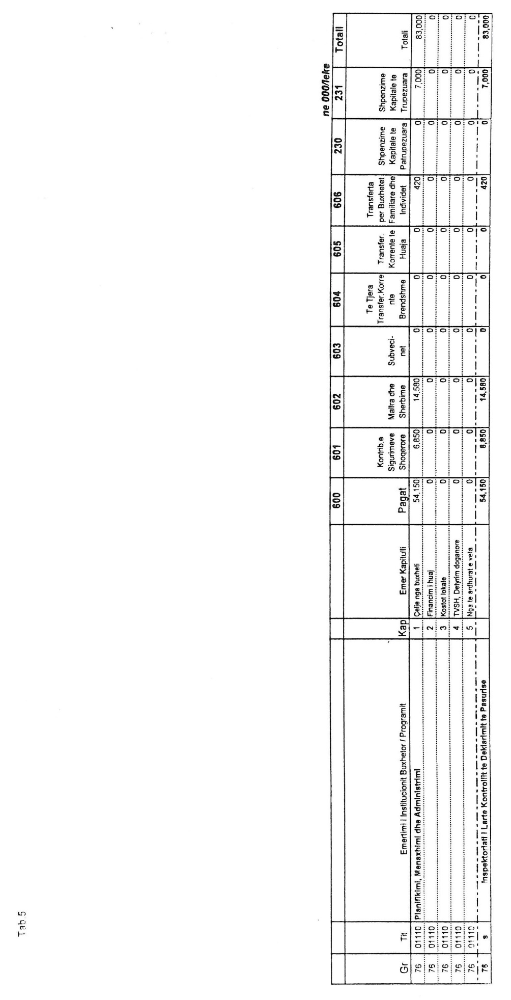 Tab.5
ne 000/leke
600 601 602 603 604 605 606 230 231 Totali
Gr Tit Emertimi i Institucionit Buxhetor / Programit Kap Emer Kapitulli Pagat Kontrib.e Sigurimeve Shoqerore Mallra dhe Sherbime Subveci-net Te Tjera Transfer.Korrente Brendshme Transfer. Korrente te Huaja Transferta per Buxhetet Familiare dhe Individet Shpenzime Kapitale te Patrupezuara Shpenzime Kapitale te Trupezuara Totali
76 01110 Planifikimi, Menaxhimi dhe Administrimi 1 Çelje nga buxheti 54,150 6,850 14,580 0 0 0 420 0 7,000 83,000
76 01110 2 Financim i huaj 0 0 0 0 0 0 0 0 0 0
76 01110 3 Kostot lokale 0 0 0 0 0 0 0 0 0 0
76 01110 4 TVSH, Detyrim doganore 0 0 0 0 0 0 0 0 0 0
76 01110 5 Nga te ardhurat e veta 0 0 0 0 0 0 0 0 0 0
76 s Inspektoriati i Larte Kontrollit te Deklarimit te Pasurise 54,150 6,850 14,580 0 0 0 420 0 7,000 83,000